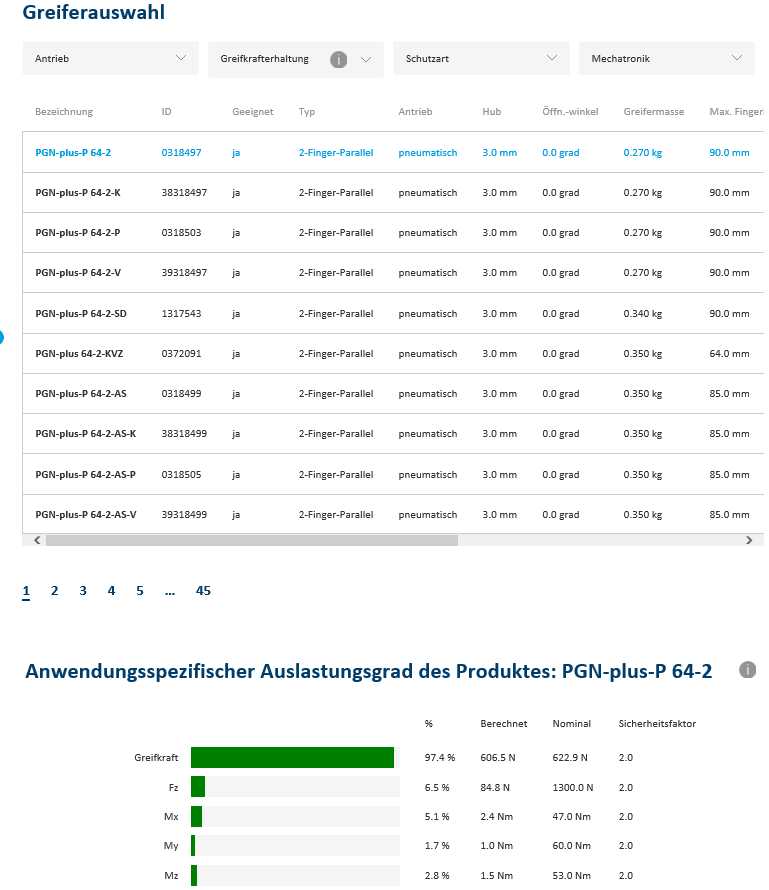 Greiferauswahl
Antrieb Greifkrafterhaltung i Schutzart Mechatronik
Bezeichnung ID Geeignet Typ Antrieb Hub Öffn.-winkel Greifermasse Max. Finger
PGN-plus-P 64-2 0318497 ja 2-Finger-Parallel pneumatisch 3.0 mm 0.0 grad 0.270 kg 90.0 mm
PGN-plus-P 64-2-K 38318497 ja 2-Finger-Parallel pneumatisch 3.0 mm 0.0 grad 0.270 kg 90.0 mm
PGN-plus-P 64-2-P 0318503 ja 2-Finger-Parallel pneumatisch 3.0 mm 0.0 grad 0.270 kg 90.0 mm
PGN-plus-P 64-2-V 39318497 ja 2-Finger-Parallel pneumatisch 3.0 mm 0.0 grad 0.270 kg 90.0 mm
PGN-plus-P 64-2-SD 1317543 ja 2-Finger-Parallel pneumatisch 3.0 mm 0.0 grad 0.340 kg 90.0 mm
PGN-plus 64-2-KVZ 0372091 ja 2-Finger-Parallel pneumatisch 3.0 mm 0.0 grad 0.350 kg 64.0 mm
PGN-plus-P 64-2-AS 0318499 ja 2-Finger-Parallel pneumatisch 3.0 mm 0.0 grad 0.350 kg 85.0 mm
PGN-plus-P 64-2-AS-K 38318499 ja 2-Finger-Parallel pneumatisch 3.0 mm 0.0 grad 0.350 kg 85.0 mm
PGN-plus-P 64-2-AS-P 0318505 ja 2-Finger-Parallel pneumatisch 3.0 mm 0.0 grad 0.350 kg 85.0 mm
PGN-plus-P 64-2-AS-V 39318499 ja 2-Finger-Parallel pneumatisch 3.0 mm 0.0 grad 0.350 kg 85.0 mm
1 2 3 4 5 ... 45
Anwendungsspezifischer Auslastungsgrad des Produktes: PGN-plus-P 64-2 i
% Berechnet Nominal Sicherheitsfaktor
Greifkraft 97.4 % 606.5 N 622.9 N 2.0
Fz 6.5 % 84.8 N 1300.0 N 2.0
Mx 5.1 % 2.4 Nm 47.0 Nm 2.0
My 1.7 % 1.0 Nm 60.0 Nm 2.0
Mz 2.8 % 1.5 Nm 53.0 Nm 2.0